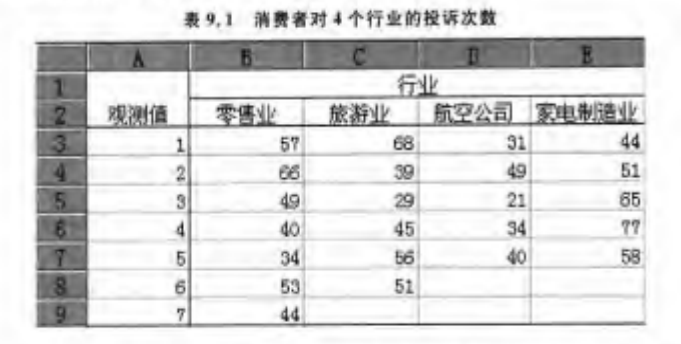 表 9.1 消费者对 4 个行业的投诉次数
A B C D E
1 行业
2 观测值 零售业 旅游业 航空公司 家电制造业
3 1 57 68 31 44
4 2 66 39 49 51
5 3 49 29 21 65
6 4 40 45 34 77
7 5 34 56 40 58
8 6 53 51
9 7 44